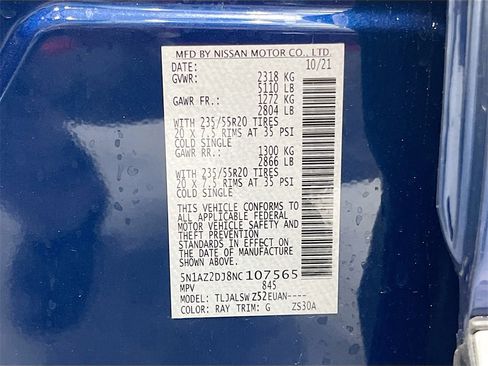 MFD BY NISSAN MOTOR CO., LTD.
DATE: 10/21
GVWR: 2318 KG
5110 LB
GAWR FR.: 1272 KG
2804 LB
WITH 235/55R20 TIRES
20 X 7.5 RIMS AT 35 PSI
COLD SINGLE
GAWR RR.: 1300 KG
2866 LB
WITH 235/55R20 TIRES
20 X 7.5 RIMS AT 35 PSI
COLD SINGLE
THIS VEHICLE CONFORMS TO
ALL APPLICABLE FEDERAL
MOTOR VEHICLE SAFETY AND
THEFT PREVENTION
STANDARDS IN EFFECT ON
THE DATE OF MANUFACTURE
SHOWN ABOVE.
5N1AZ2DJ8NC 107565
MPV 845
MODEL: TLJALSW Z52EUAN----
COLOR: RAY TRIM: G ZS30A